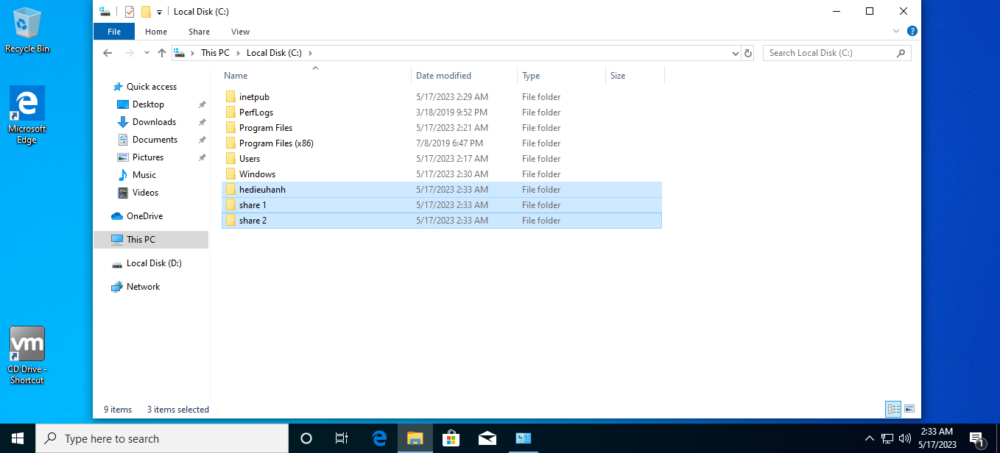 Recycle Bin
Microsoft
Edge
vm
CD Drive -
Shortcut
Local Disk (C:)
File Home Share View
?
This PC Local Disk (C:)
Search Local Disk (C:)
Quick access
Desktop
Downloads
Documents
Pictures
Music
Videos
OneDrive
This PC
Local Disk (D:)
Network
Name Date modified Type Size
inetpub 5/17/2023 2:29 AM File folder
PerfLogs 3/18/2019 9:52 PM File folder
Program Files 5/17/2023 2:21 AM File folder
Program Files (x86) 7/8/2019 6:47 PM File folder
Users 5/17/2023 2:17 AM File folder
Windows 5/17/2023 2:30 AM File folder
hedieuhanh 5/17/2023 2:33 AM File folder
share 1 5/17/2023 2:33 AM File folder
share 2 5/17/2023 2:33 AM File folder
9 items 3 items selected
Type here to search
2:33 AM
5/17/2023
1